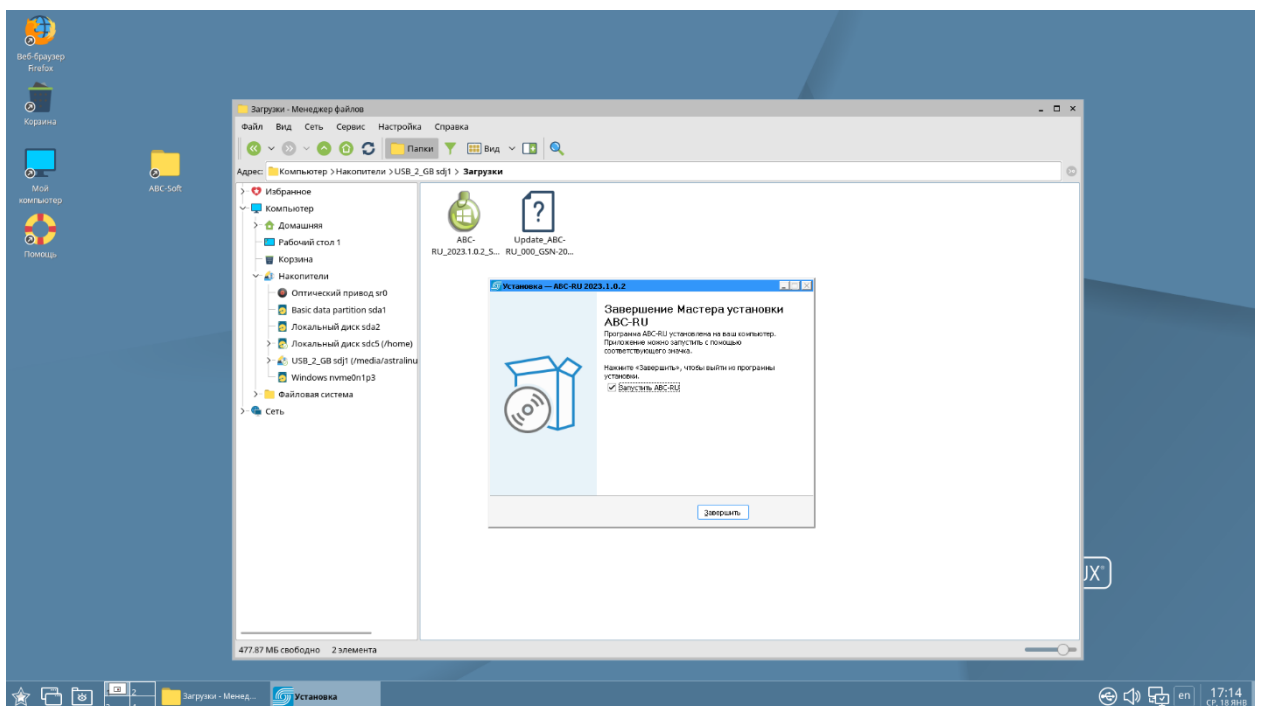 Веб-браузер
Firefox
Корзина
Мой
компьютер
ABC-Soft
Помощь
Загрузки - Менеджер файлов
Файл Вид Сеть Сервис Настройка Справка
Папки Вид
Адрес: Компьютер > Накопители > USB_2_GB sdj1 > Загрузки
Избранное
Компьютер
Домашняя
Рабочий стол 1
Корзина
Накопители
Оптический привод sr0
Basic data partition sda1
Локальный диск sda2
Локальный диск sdc5 (/home)
USB_2_GB sdj1 (/media/astralinu
Windows nvme0n1p3
Файловая система
Сеть
ABC-
RU_2023.1.0.2_S...
Update_ABC-
RU_000_GSN-20...
Установка — ABC-RU 2023.1.0.2
Завершение Мастера установки
ABC-RU
Программа ABC-RU установлена на ваш компьютер.
Приложение можно запустить с помощью
соответствующего значка.
Нажмите «Завершить», чтобы выйти из программы
установки.
Запустить ABC-RU
Завершить
UX
477.87 МБ свободно 2 элемента
2
Загрузки - Менед...
Установка
en
17:14
СР, 18 ЯНВ